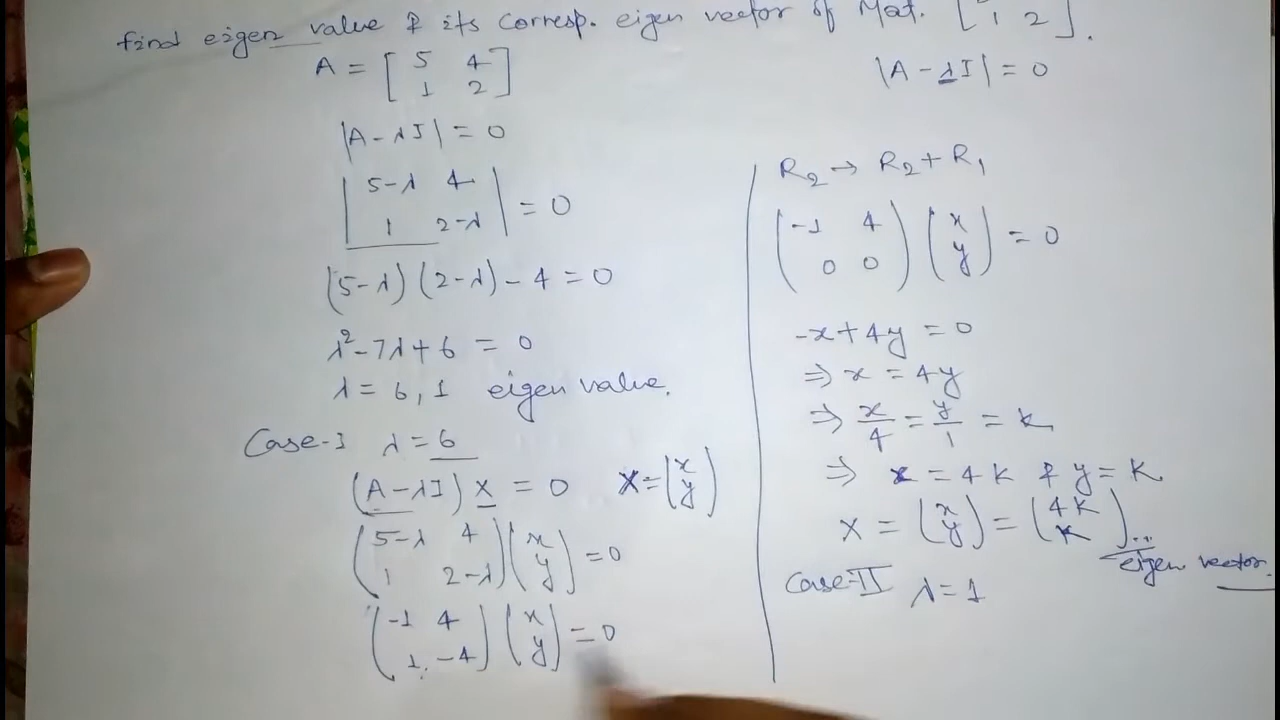 find eigen value & its corresp. eigen vector of Mat. [ 1 2 ].
A = [ 5 4
1 2 ]
|A - λI| = 0
|A - λI| = 0
| 5-λ 4
1 2-λ | = 0
(5-λ) (2-λ) - 4 = 0
λ² - 7λ + 6 = 0
λ = 6, 1 eigen value.
Case-I λ = 6
(A - λI) X = 0 X = (x
y)
( 5-λ 4
1 2-λ ) (x
y) = 0
( -1 4
1 -4 ) (x
y) = 0
R₂ → R₂ + R₁
( -1 4
0 0 ) (x
y) = 0
-x + 4y = 0
⇒ x = 4y
⇒ x/4 = y/1 = k
⇒ x = 4k & y = k
X = (x
y) = (4k
k) ...
eigen vector.
Case-II λ = 1